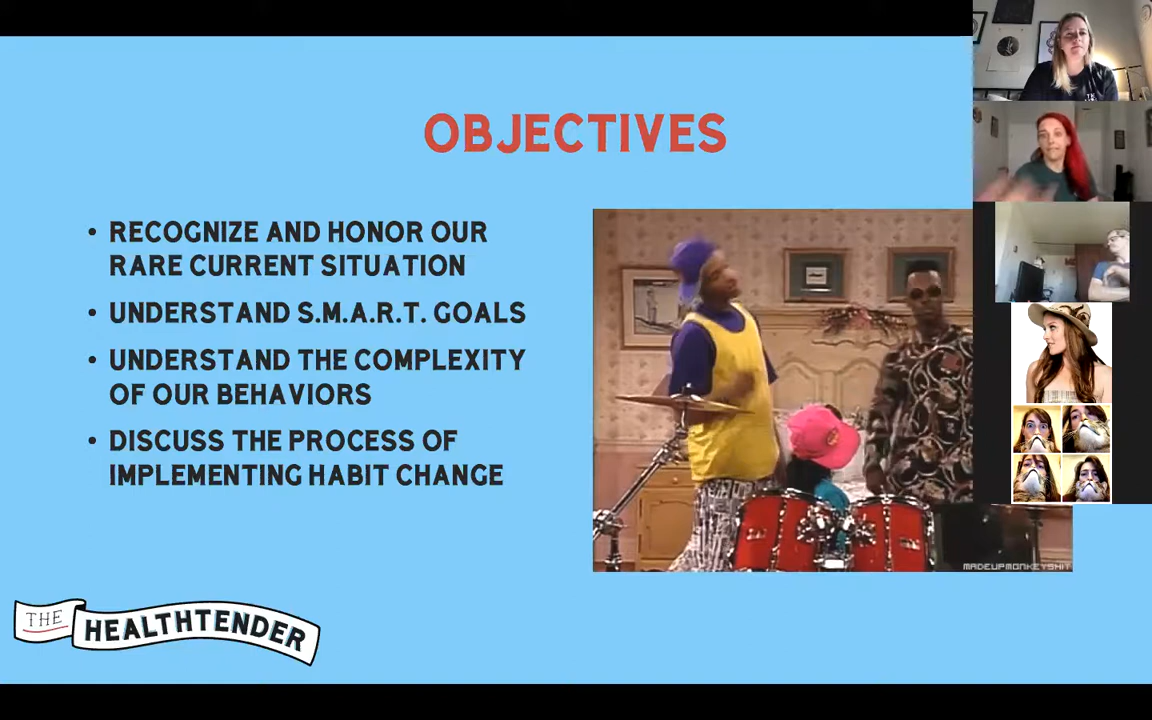 OBJECTIVES
• RECOGNIZE AND HONOR OUR
RARE CURRENT SITUATION
• UNDERSTAND S.M.A.R.T. GOALS
• UNDERSTAND THE COMPLEXITY
OF OUR BEHAVIORS
• DISCUSS THE PROCESS OF
IMPLEMENTING HABIT CHANGE
MADEUPMONKEYSHIT
THE
HEALTHTENDER